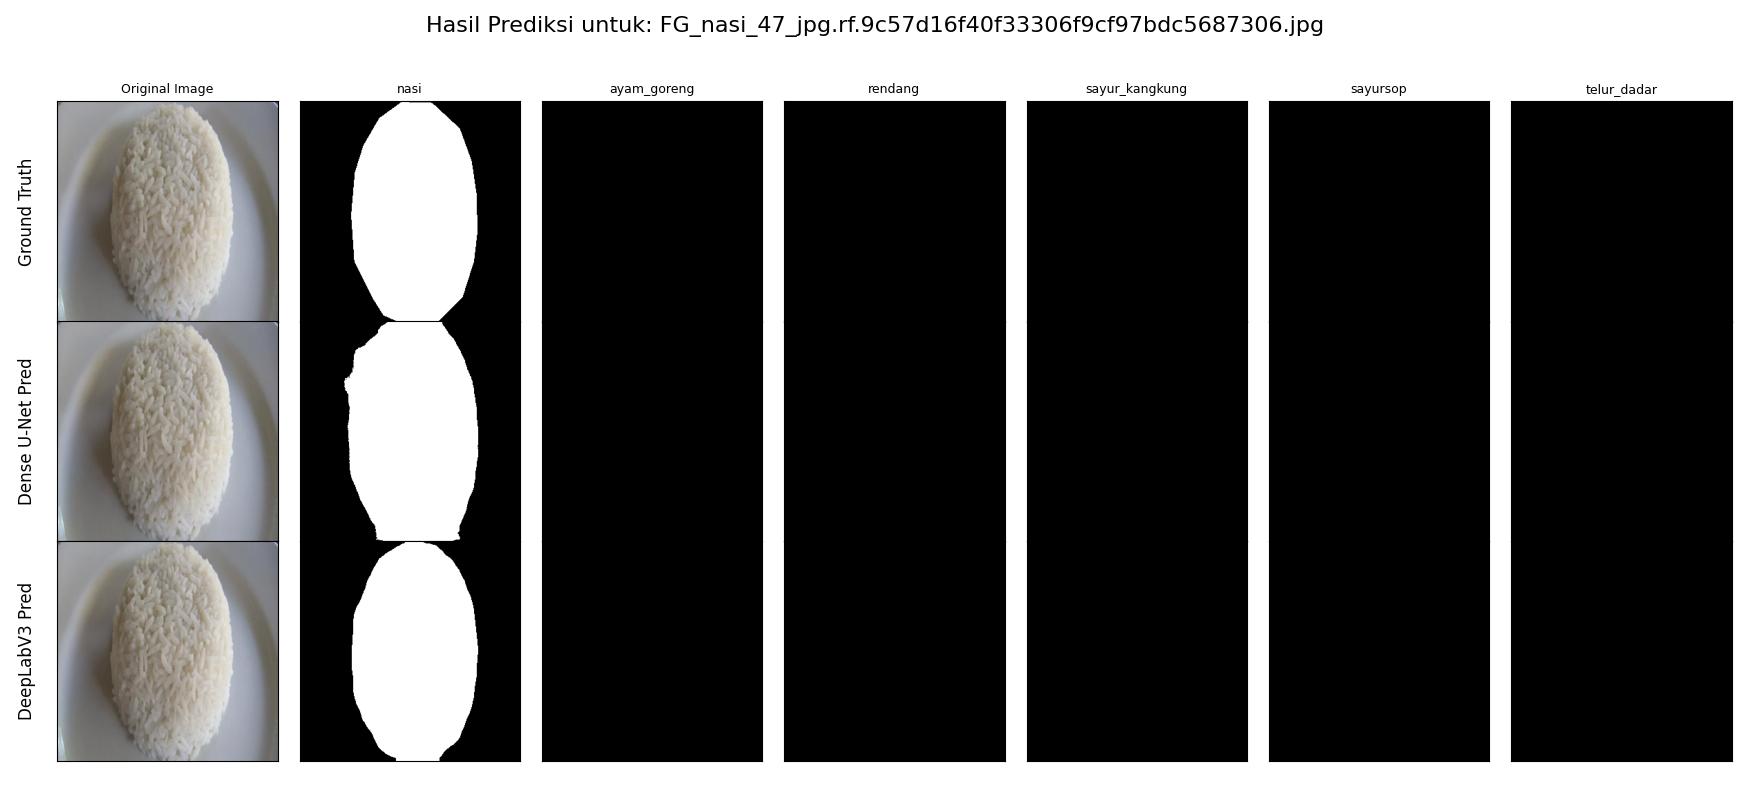 Hasil Prediksi untuk: FG_nasi_47_jpg.rf.9c57d16f40f33306f9cf97bdc5687306.jpg
Original Image nasi ayam_goreng rendang sayur_kangkung sayursop telur_dadar
Ground Truth
Dense U-Net Pred
DeepLabV3 Pred